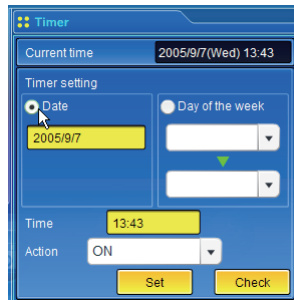 Timer
Current time 2005/9/7(Wed) 13:43
Timer setting
Date Day of the week
2005/9/7
Time 13:43
Action ON
Set Check